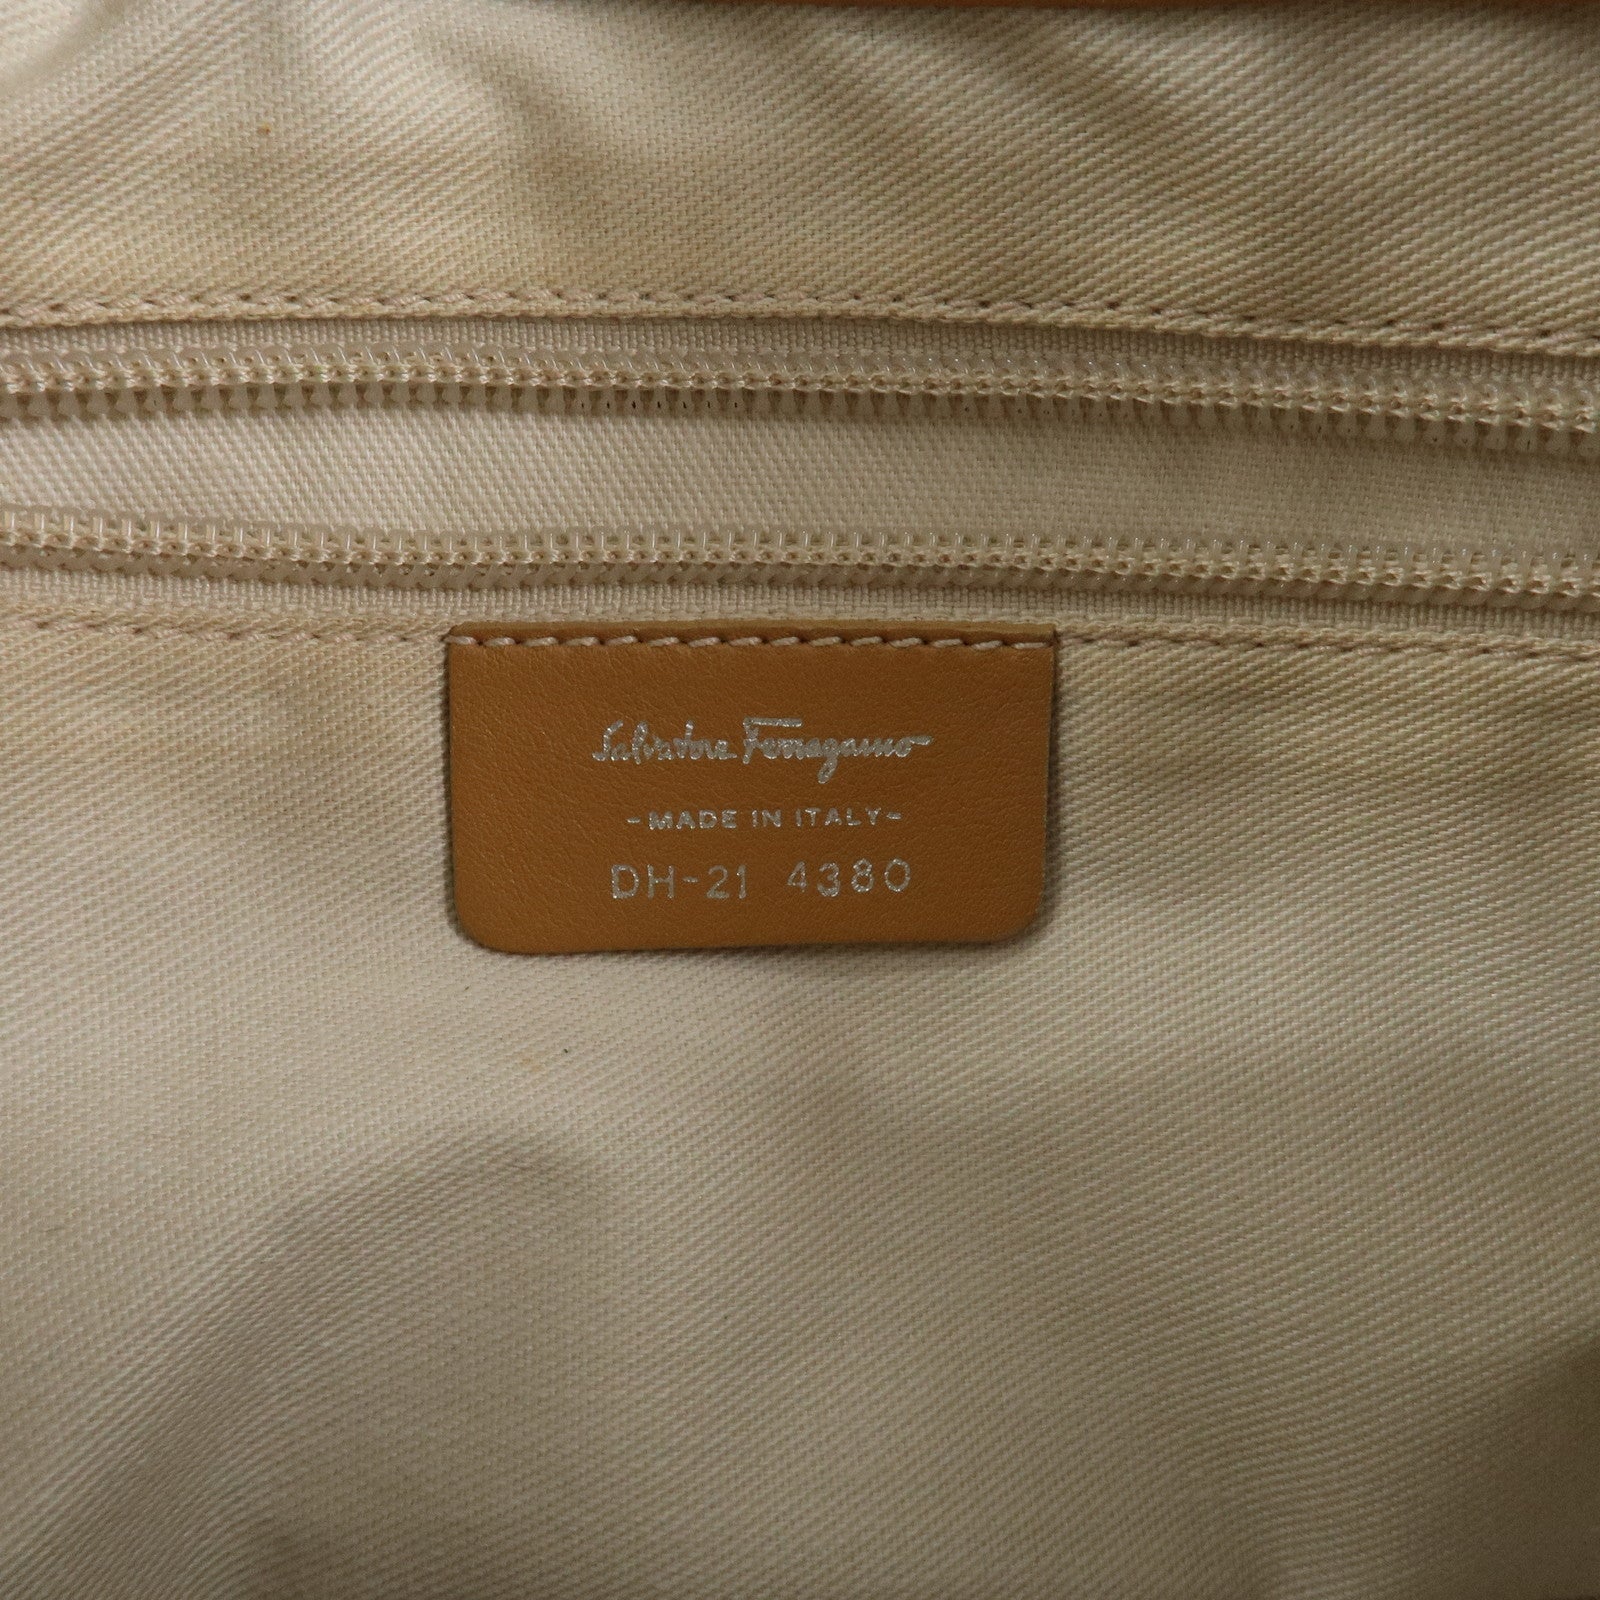 Salvatore Ferragamo
-MADE IN ITALY-
DH-21 4380